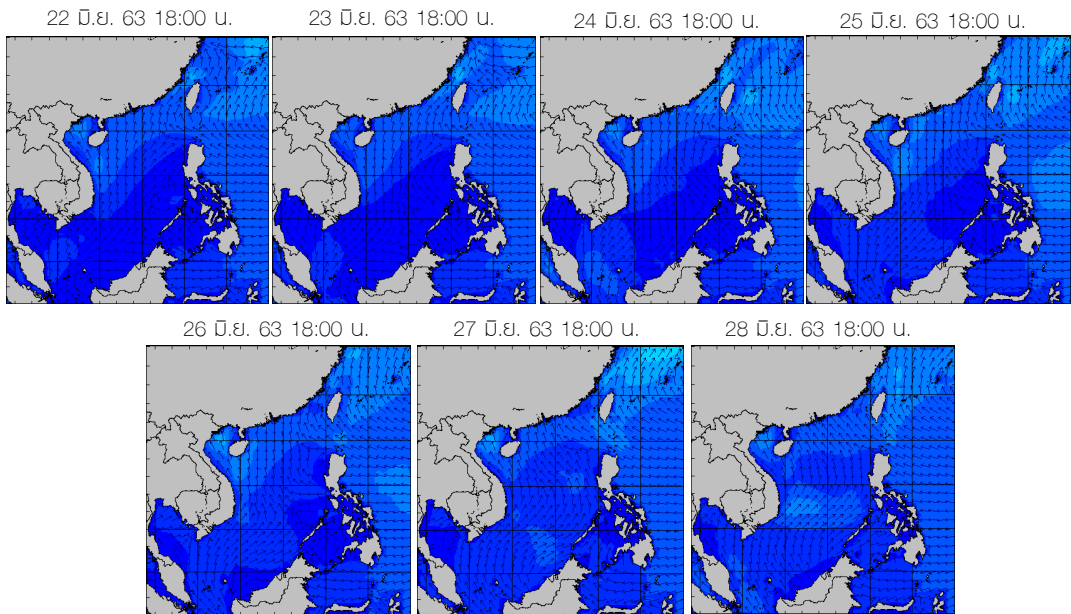 22 มิ.ย. 63 18:00 น.
23 มิ.ย. 63 18:00 น.
24 มิ.ย. 63 18:00 น.
25 มิ.ย. 63 18:00 น.
26 มิ.ย. 63 18:00 น.
27 มิ.ย. 63 18:00 น.
28 มิ.ย. 63 18:00 น.